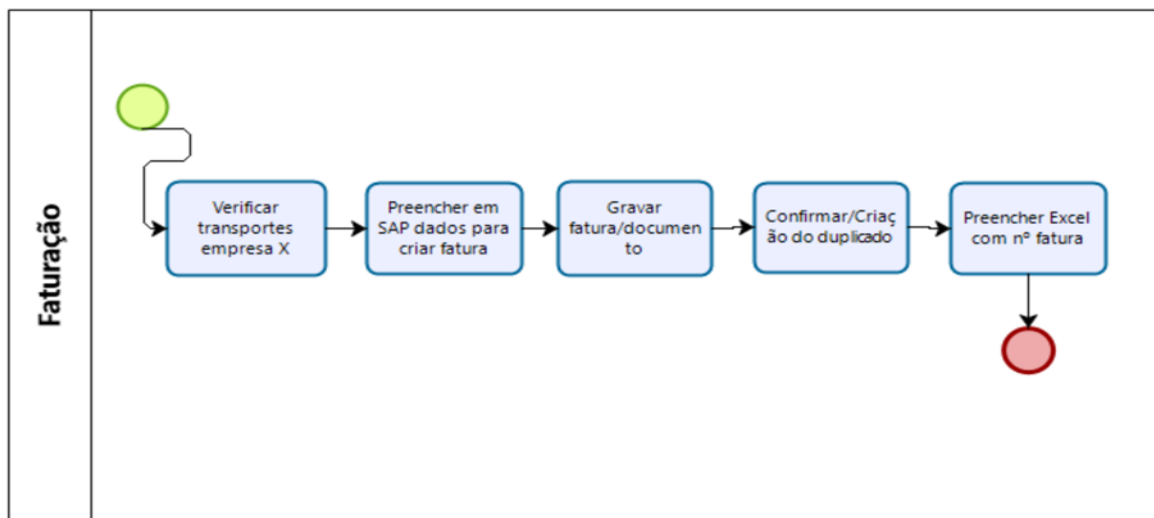 Faturação
Verificar
transportes
empresa X
Preencher em
SAP dados para
criar fatura
Gravar
fatura/documen
to
Confirmar/Criaç
ão do duplicado
Preencher Excel
com nº fatura